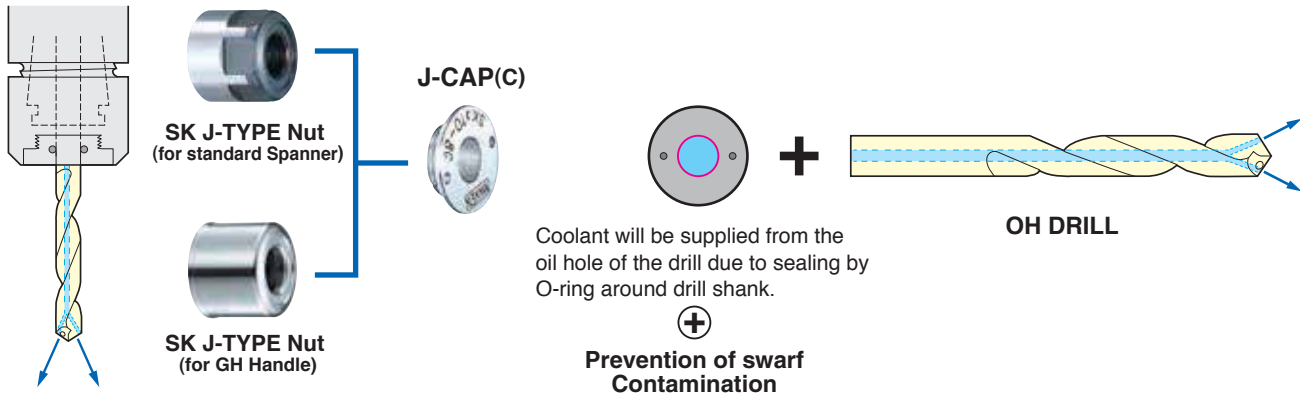 SK J-TYPE Nut
(for standard Spanner)
J-CAP(C)
SK J-TYPE Nut
(for GH Handle)
Coolant will be supplied from the
oil hole of the drill due to sealing by
O-ring around drill shank.
Prevention of swarf
Contamination
OH DRILL